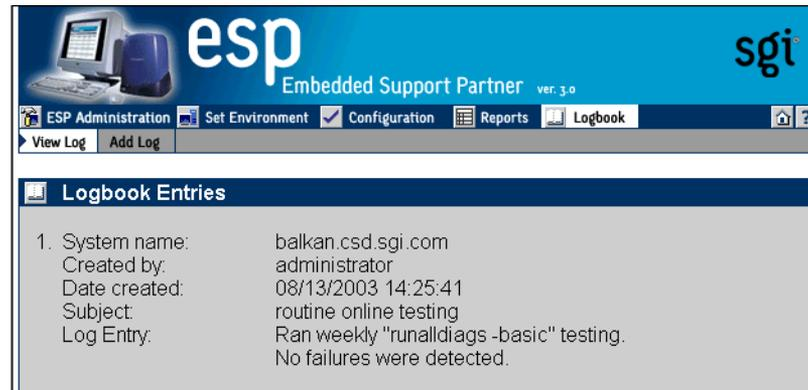 esp
Embedded Support Partner ver. 3.0
sgi
ESP Administration Set Environment Configuration Reports Logbook ?
View Log Add Log
Logbook Entries
1. System name: balkan.csd.sgi.com
Created by: administrator
Date created: 08/13/2003 14:25:41
Subject: routine online testing
Log Entry: Ran weekly "runalldiags -basic" testing.
No failures were detected.